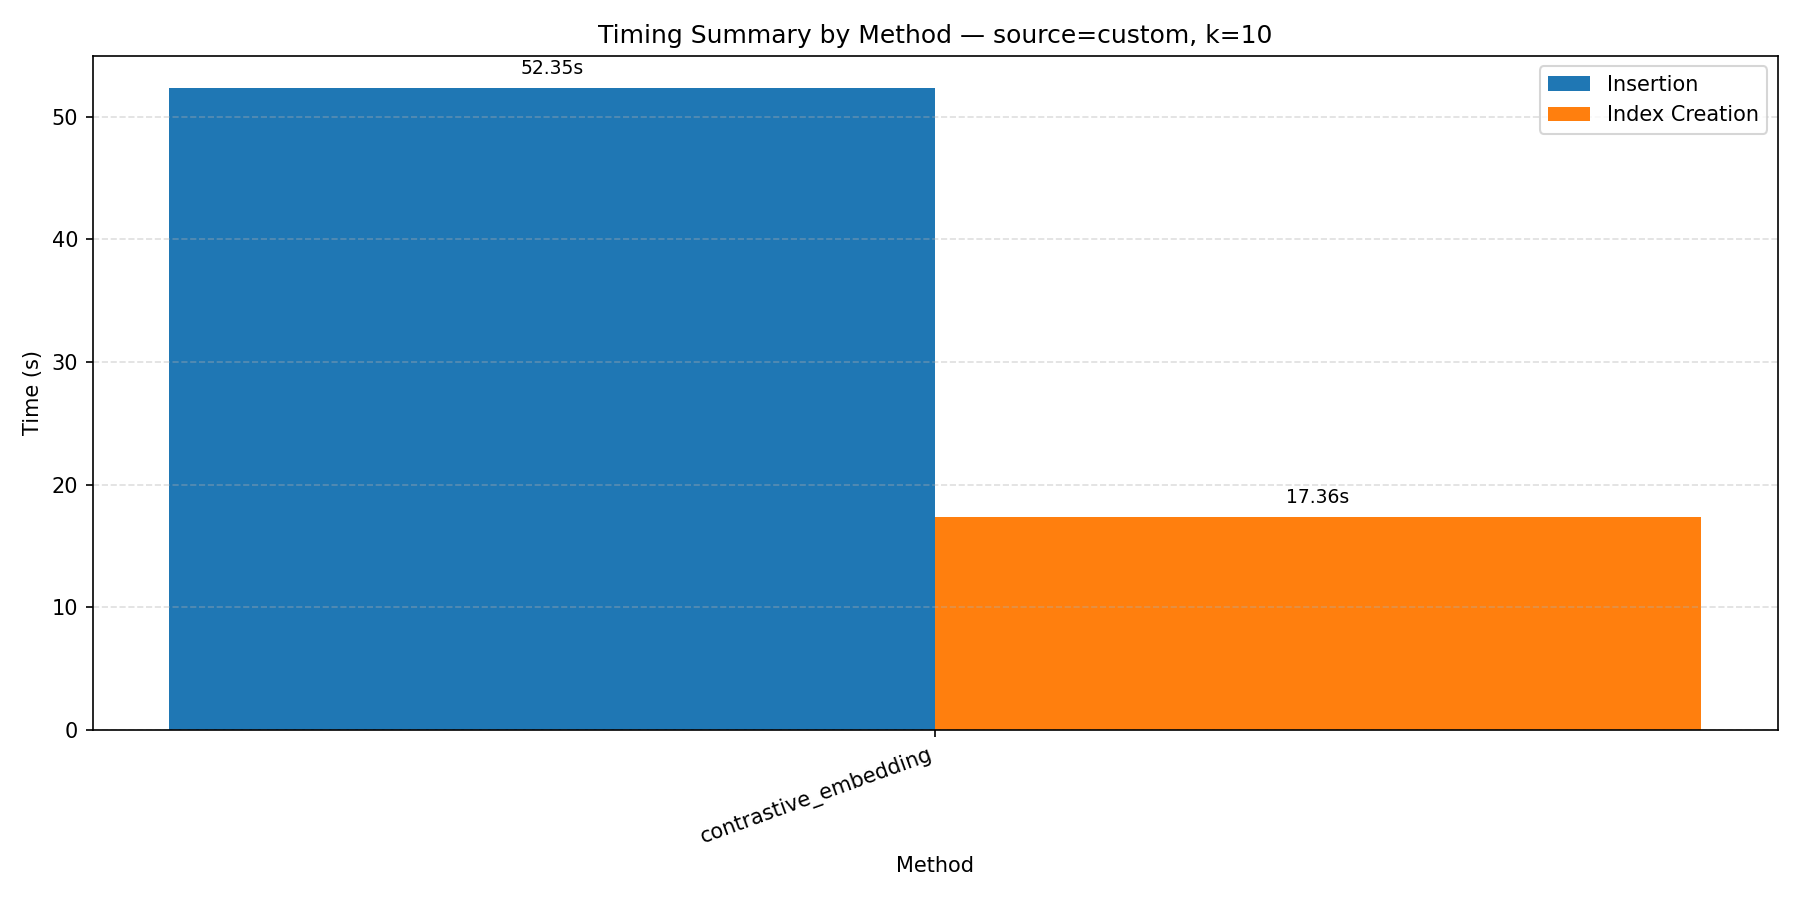 Timing Summary by Method — source=custom, k=10
52.35s
Insertion
Index Creation
50
40
30
20
10
0
Time (s)
17.36s
contrastive_embedding
Method